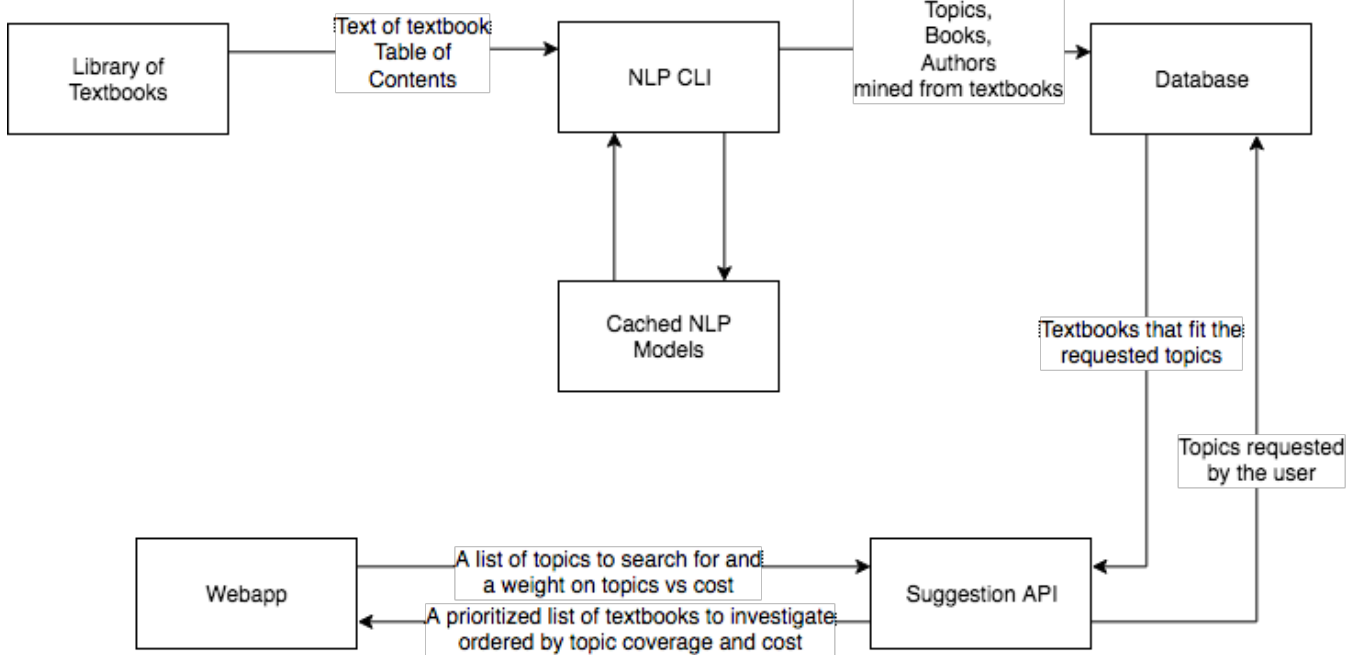 Library of
Textbooks
Text of textbook
Table of
Contents
NLP CLI
Topics,
Books,
Authors
mined from textbooks
Database
Cached NLP
Models
Textbooks that fit the
requested topics
Topics requested
by the user
Webapp
A list of topics to search for and
a weight on topics vs cost
A prioritized list of textbooks to investigate
ordered by topic coverage and cost
Suggestion API